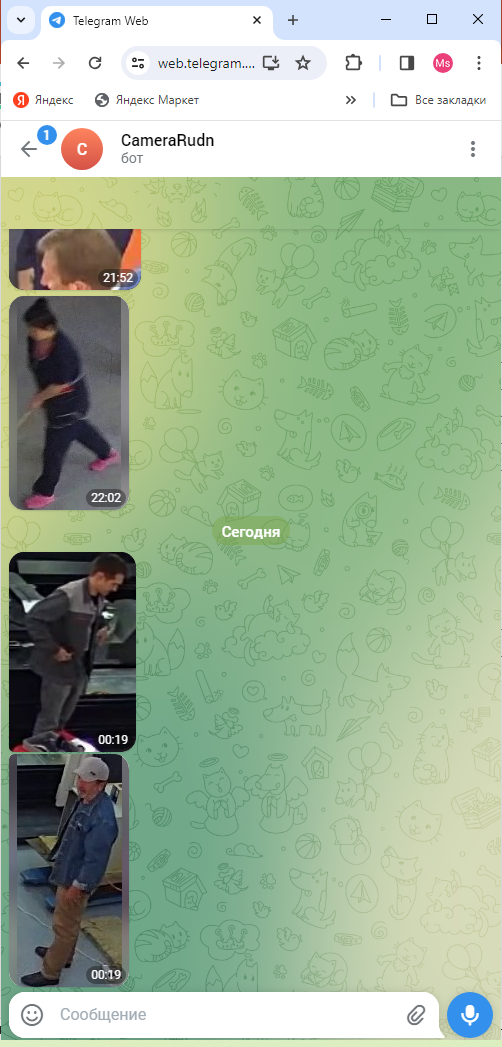 Telegram Web
web.telegram....
Ms
Я Яндекс
Яндекс Маркет
Все закладки
1
C
CameraRudn
бот
21:52
22:02
Сегодня
00:19
00:19
Сообщение